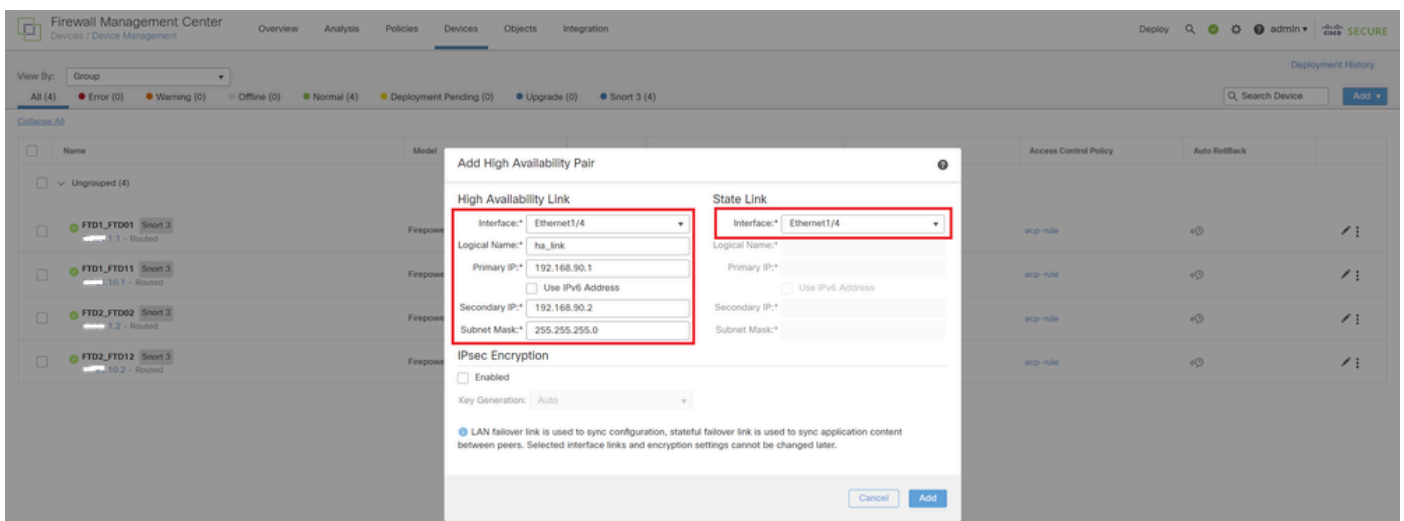 Firewall Management Center
Devices / Device Management
Overview Analysis Policies Devices Objects Integration
Deploy admin SECURE
Deployment History
View By: Group
All (4) Error (0) Warning (0) Offline (0) Normal (4) Deployment Pending (0) Upgrade (0) Snort 3 (4)
Search Device Add
Collapse All
Name Model Access Control Policy Auto RollBack
Ungrouped (4)
FTD1_FTD01 Snort 3
1.1 - Routed
Firepowe acp-rule
FTD1_FTD11 Snort 3
10.1 - Routed
Firepowe acp-rule
FTD2_FTD02 Snort 3
1.2 - Routed
Firepowe acp-rule
FTD2_FTD12 Snort 3
10.2 - Routed
Firepowe acp-rule
Add High Availability Pair
High Availability Link
Interface:* Ethernet1/4
Logical Name:* ha_link
Primary IP:* 192.168.90.1
Use IPv6 Address
Secondary IP:* 192.168.90.2
Subnet Mask:* 255.255.255.0
State Link
Interface:* Ethernet1/4
Logical Name:*
Primary IP:*
Use IPv6 Address
Secondary IP:*
Subnet Mask:*
IPsec Encryption
Enabled
Key Generation: Auto
LAN failover link is used to sync configuration, stateful failover link is used to sync application content
between peers. Selected interface links and encryption settings cannot be changed later.
Cancel Add